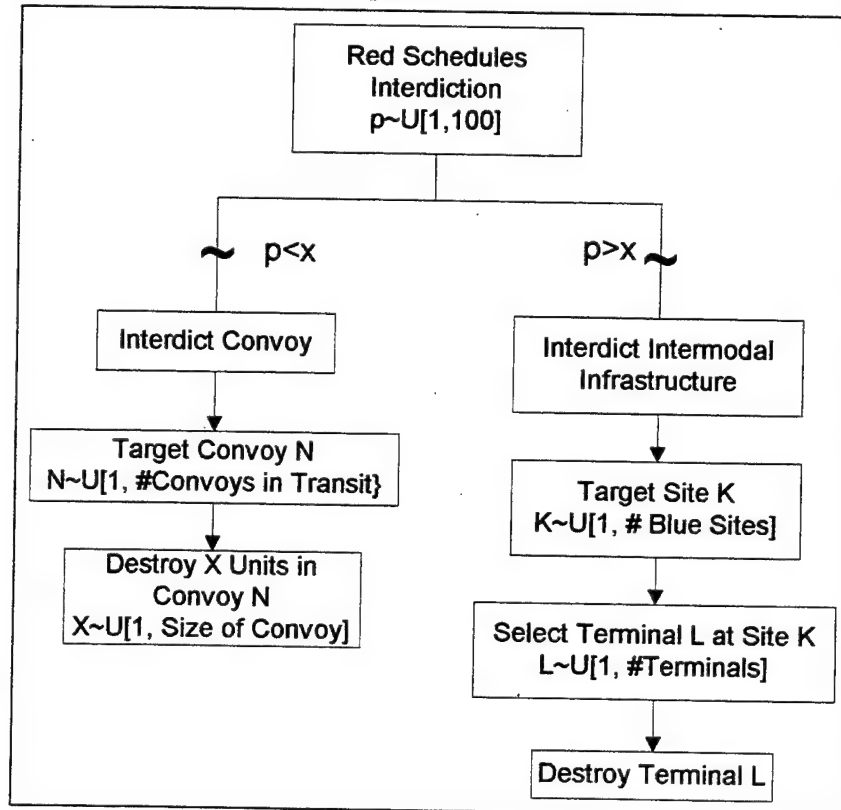 Red Schedules
Interdiction
p~U[1,100]
~ p<x
p>x ~
Interdict Convoy
Interdict Intermodal
Infrastructure
Target Convoy N
N~U[1, #Convoys in Transit}
Target Site K
K~U[1, # Blue Sites]
Destroy X Units in
Convoy N
X~U[1, Size of Convoy]
Select Terminal L at Site K
L~U[1, #Terminals]
Destroy Terminal L